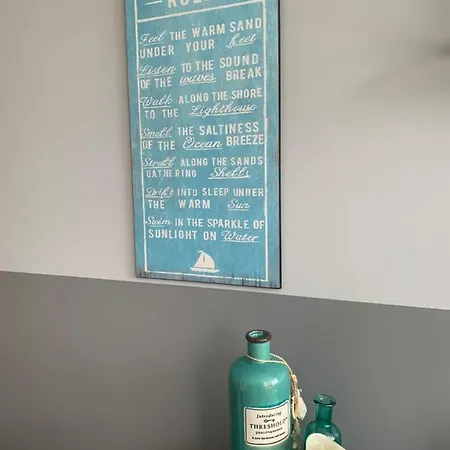 RULES
Feel THE WARM SAND
UNDER YOUR feet
Listen TO THE SOUND
OF THE waves BREAK
Walk ALONG THE SHORE
TO THE Lighthouse
Smell THE SALTINESS
OF THE Ocean BREEZE
Stroll ALONG THE SANDS
GATHERING Shells
Drift INTO SLEEP UNDER
THE WARM Sun
Swim IN THE SPARKLE OF
SUNLIGHT ON Water
Introducing
THRESHOLD